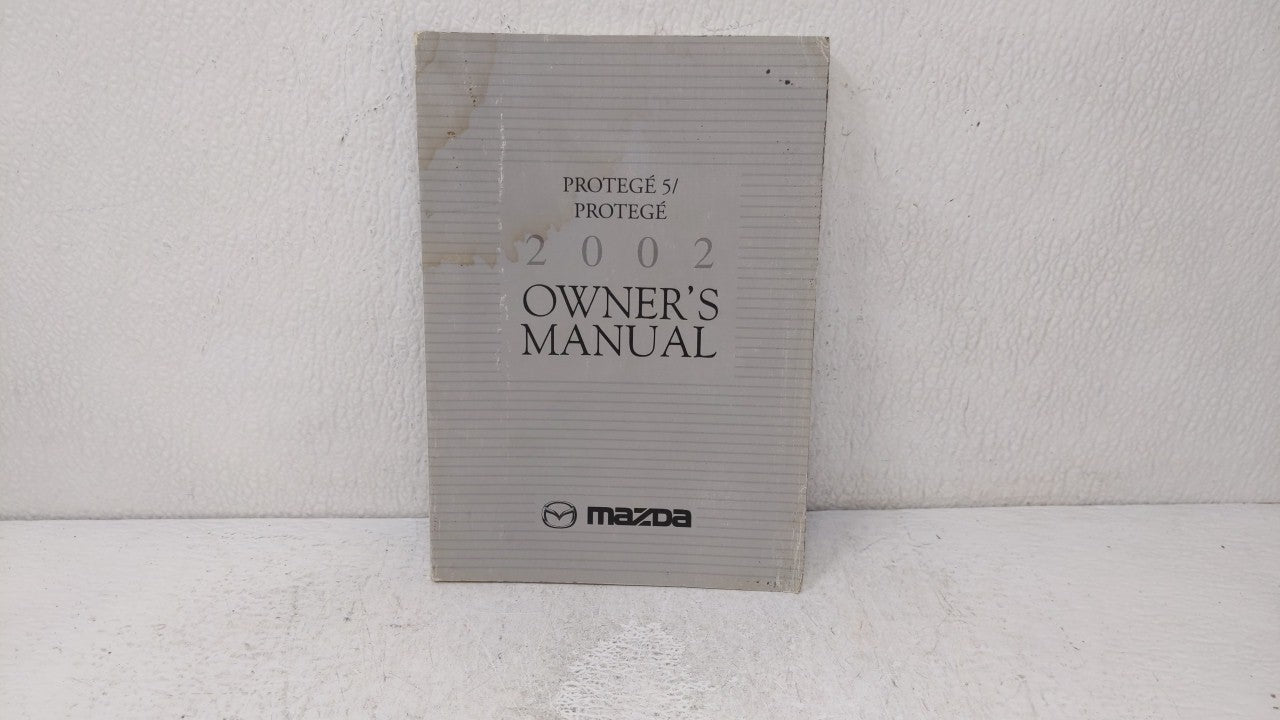 PROTEGÉ 5/
PROTEGÉ
2002
OWNER'S
MANUAL
mazda